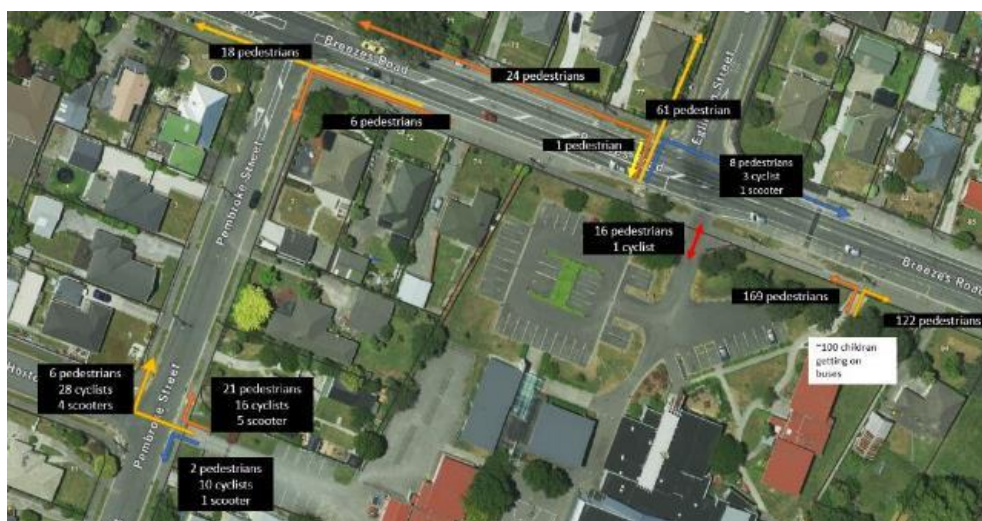 18 pedestrians
Breezes Road
24 pedestrians
6 pedestrians
61 pedestrian
1 pedestrian
8 pedestrians
3 cyclist
1 scooter
Pembroke Street
Street
16 pedestrians
1 cyclist
Breezes Road
169 pedestrians
122 pedestrians
~100 children
getting on
buses
6 pedestrians
28 cyclists
4 scooters
21 pedestrians
16 cyclists
5 scooter
Pembroke Street
2 pedestrians
10 cyclists
1 scooter